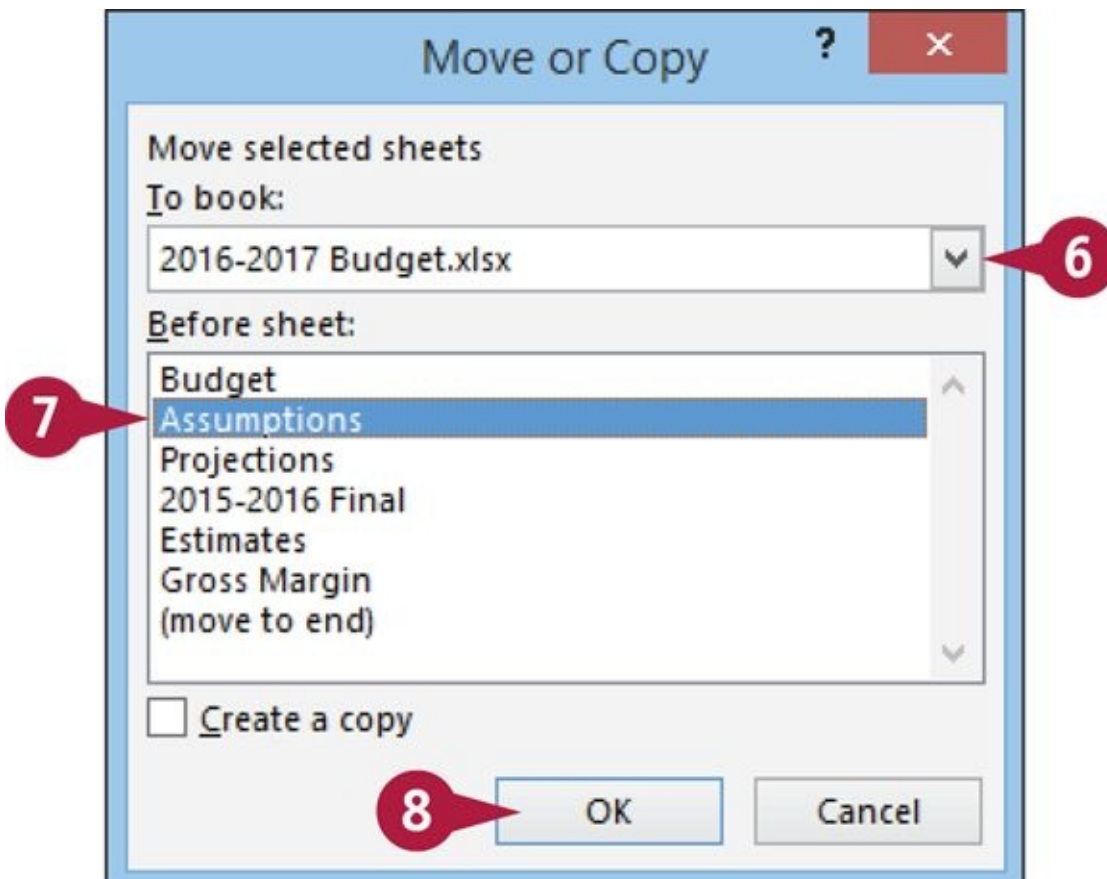 Move or Copy ?
Move selected sheets
To book:
2016-2017 Budget.xlsx
6
Before sheet:
Budget
7
Assumptions
Projections
2015-2016 Final
Estimates
Gross Margin
(move to end)
Create a copy
8
OK
Cancel